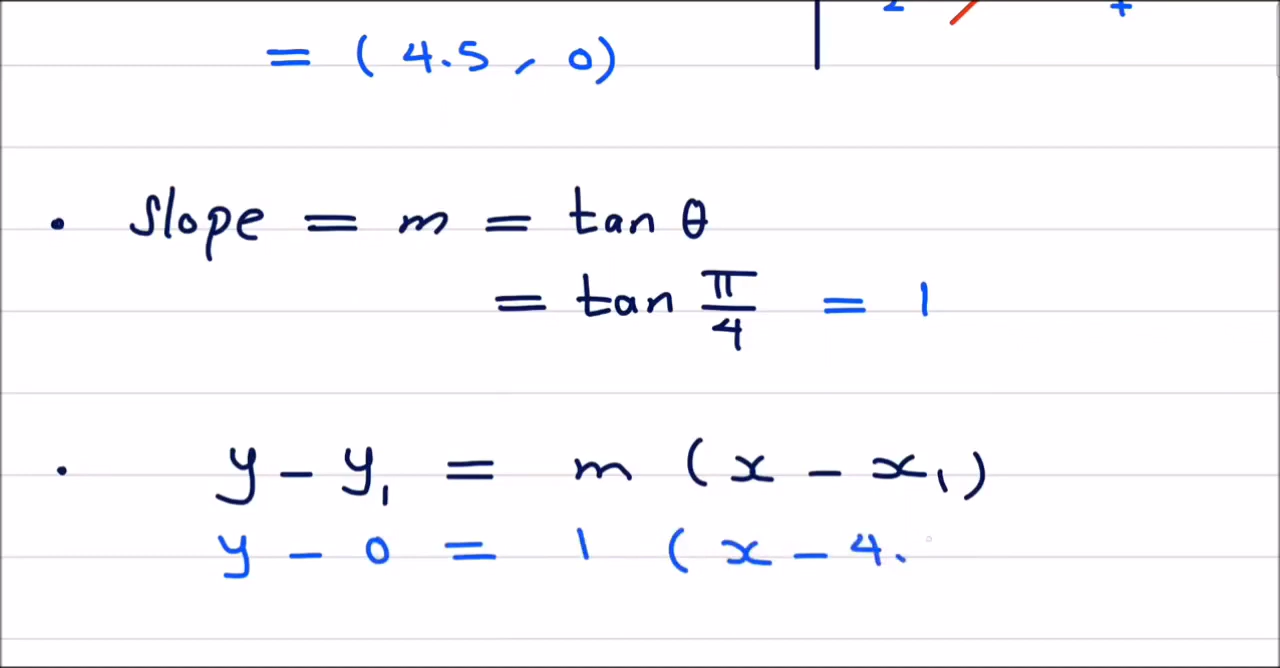 = (4.5, 0)
• Slope = m = tan θ
= tan π/4 = 1
• y - y₁ = m (x - x₁)
y - 0 = 1 (x - 4.